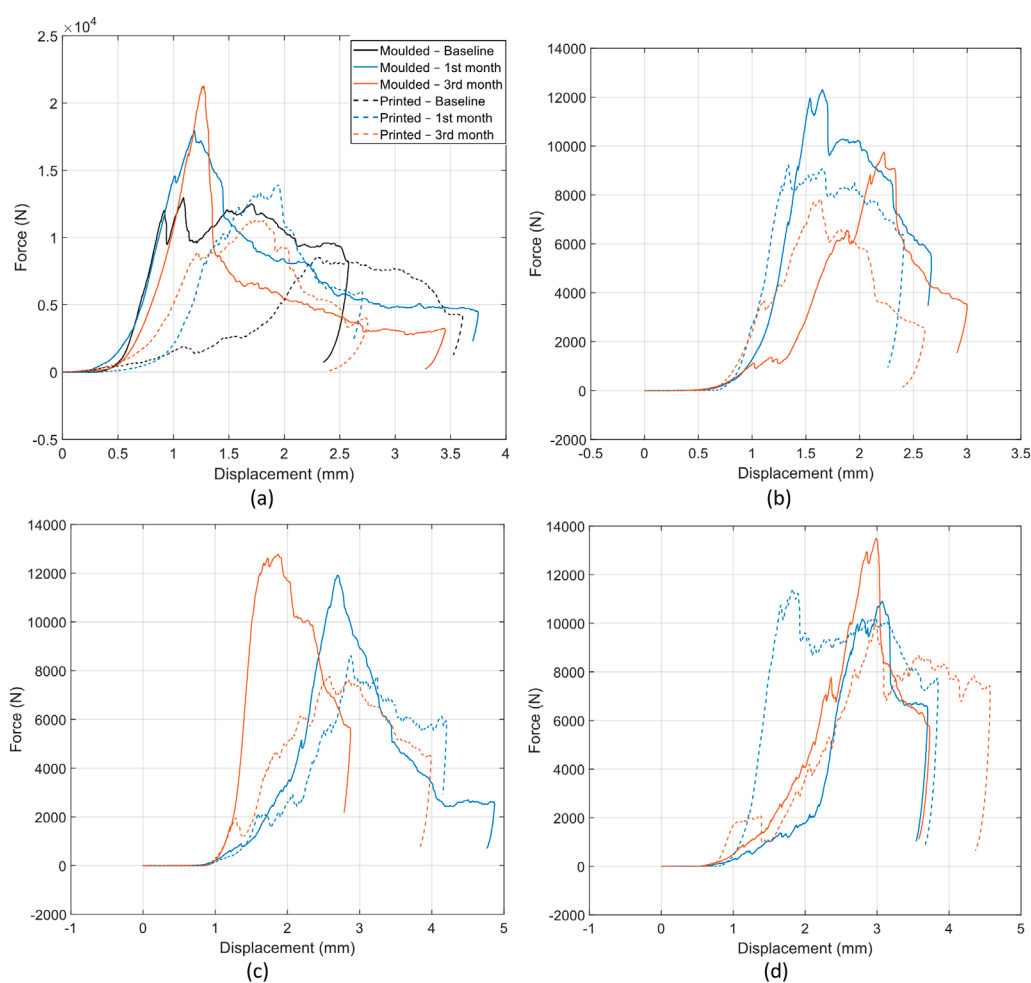 ×10⁴
2.5
2
1.5
1
0.5
0
-0.5
Force (N)
0 0.5 1 1.5 2 2.5 3 3.5 4
Displacement (mm)
Moulded – Baseline
Moulded – 1st month
Moulded – 3rd month
Printed – Baseline
Printed – 1st month
Printed – 3rd month
(a)
14000
12000
10000
8000
6000
4000
2000
0
-2000
Force (N)
-0.5 0 0.5 1 1.5 2 2.5 3 3.5
Displacement (mm)
(b)
14000
12000
10000
8000
6000
4000
2000
0
-2000
Force (N)
-1 0 1 2 3 4 5
Displacement (mm)
(c)
14000
12000
10000
8000
6000
4000
2000
0
-2000
Force (N)
-1 0 1 2 3 4 5
Displacement (mm)
(d)